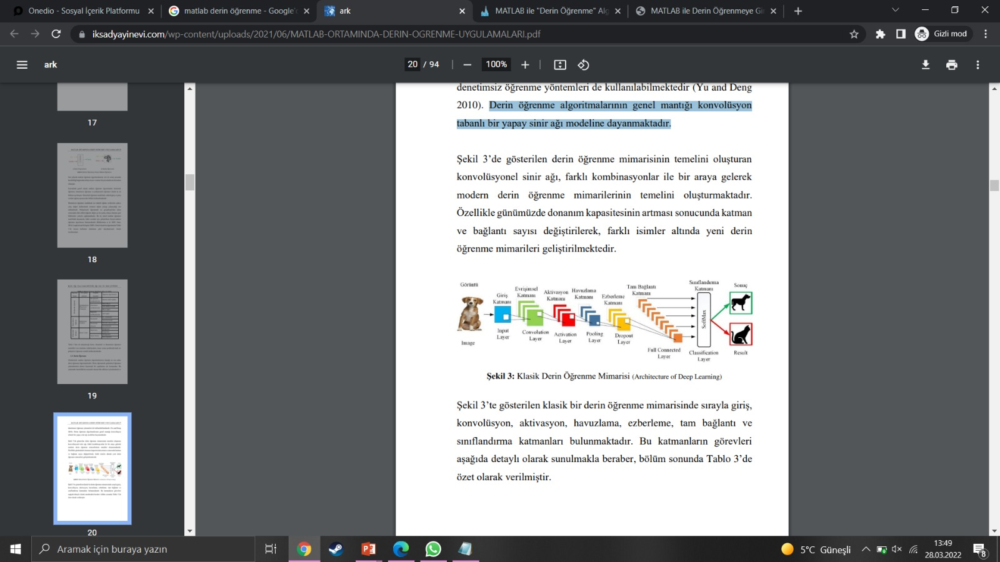 Onedio - Sosyal İçerik Platformu
matlab derin öğrenme - Google'd
ark
MATLAB ile "Derin Öğrenme" Alg
MATLAB ile Derin Öğrenmeye Gir
iksadyayinevi.com/wp-content/uploads/2021/06/MATLAB-ORTAMINDA-DERIN-OGRENME-UYGULAMALARI.pdf
Gizli mod
ark
20 / 94
100%
17
18
19
20
denetimsiz öğrenme yöntemleri de kullanılabilmektedir (Yu and Deng
2010). Derin öğrenme algoritmalarının genel mantığı konvolüsyon
tabanlı bir yapay sinir ağı modeline dayanmaktadır.
Şekil 3’de gösterilen derin öğrenme mimarisinin temelini oluşturan
konvolüsyonel sinir ağı, farklı kombinasyonlar ile bir araya gelerek
modern derin öğrenme mimarilerinin temelini oluşturmaktadır.
Özellikle günümüzde donanım kapasitesinin artması sonucunda katman
ve bağlantı sayısı değiştirilerek, farklı isimler altında yeni derin
öğrenme mimarileri geliştirilmektedir.
Görüntü
Giriş
Katmanı
Evrişimsel
Katmanı
Aktivasyon
Katmanı
Havuzlama
Katmanı
Ezberleme
Katmanı
Tam Bağlantı
Katmanı
Sınıflandırma
Katmanı
Sonuç
SoftMax
Image
Input
Layer
Convolution
Layer
Activation
Layer
Pooling
Layer
Dropout
Layer
Full Connected
Layer
Classification
Layer
Result
Şekil 3: Klasik Derin Öğrenme Mimarisi (Architecture of Deep Learning)
Şekil 3’te gösterilen klasik bir derin öğrenme mimarisinde sırayla giriş,
konvolüsyon, aktivasyon, havuzlama, ezberleme, tam bağlantı ve
sınıflandırma katmanları bulunmaktadır. Bu katmanların görevleri
aşağıda detaylı olarak sunulmakla beraber, bölüm sonunda Tablo 3’de
özet olarak verilmiştir.
Aramak için buraya yazın
5°C Güneşli
13:49
28.03.2022
8